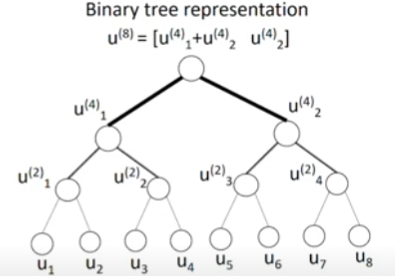 Binary tree representation
u⁽⁸⁾ = [u⁽⁴⁾₁+u⁽⁴⁾₂ u⁽⁴⁾₂]
u⁽⁴⁾₁ u⁽⁴⁾₂
u⁽²⁾₁ u⁽²⁾₂ u⁽²⁾₃ u⁽²⁾₄
u₁ u₂ u₃ u₄ u₅ u₆ u₇ u₈